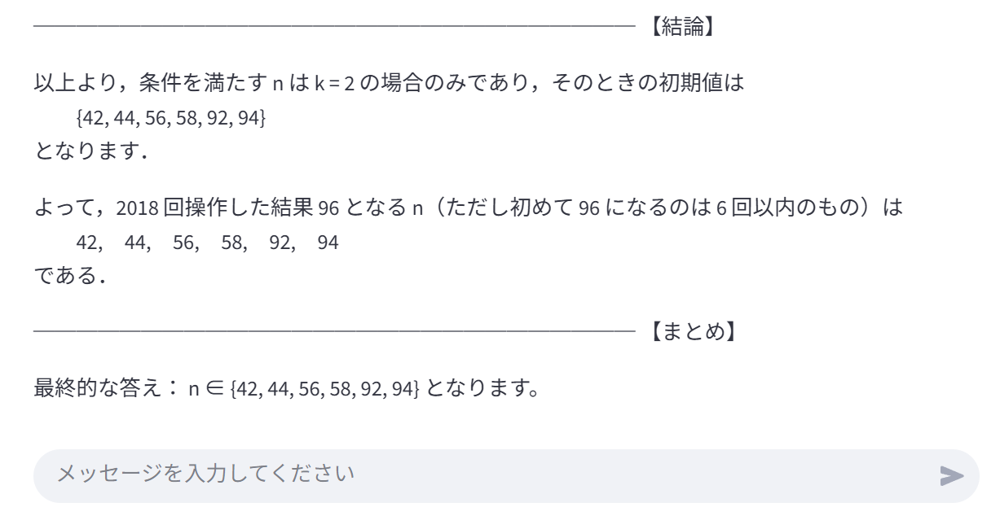 【結論】
以上より，条件を満たす n は k = 2 の場合のみであり，そのときの初期値は
{42, 44, 56, 58, 92, 94}
となります．
よって，2018 回操作した結果 96 となる n（ただし初めて 96 になるのは 6 回以内のもの）は
42, 44, 56, 58, 92, 94
である．
【まとめ】
最終的な答え： n ∈ {42, 44, 56, 58, 92, 94} となります。
メッセージを入力してください